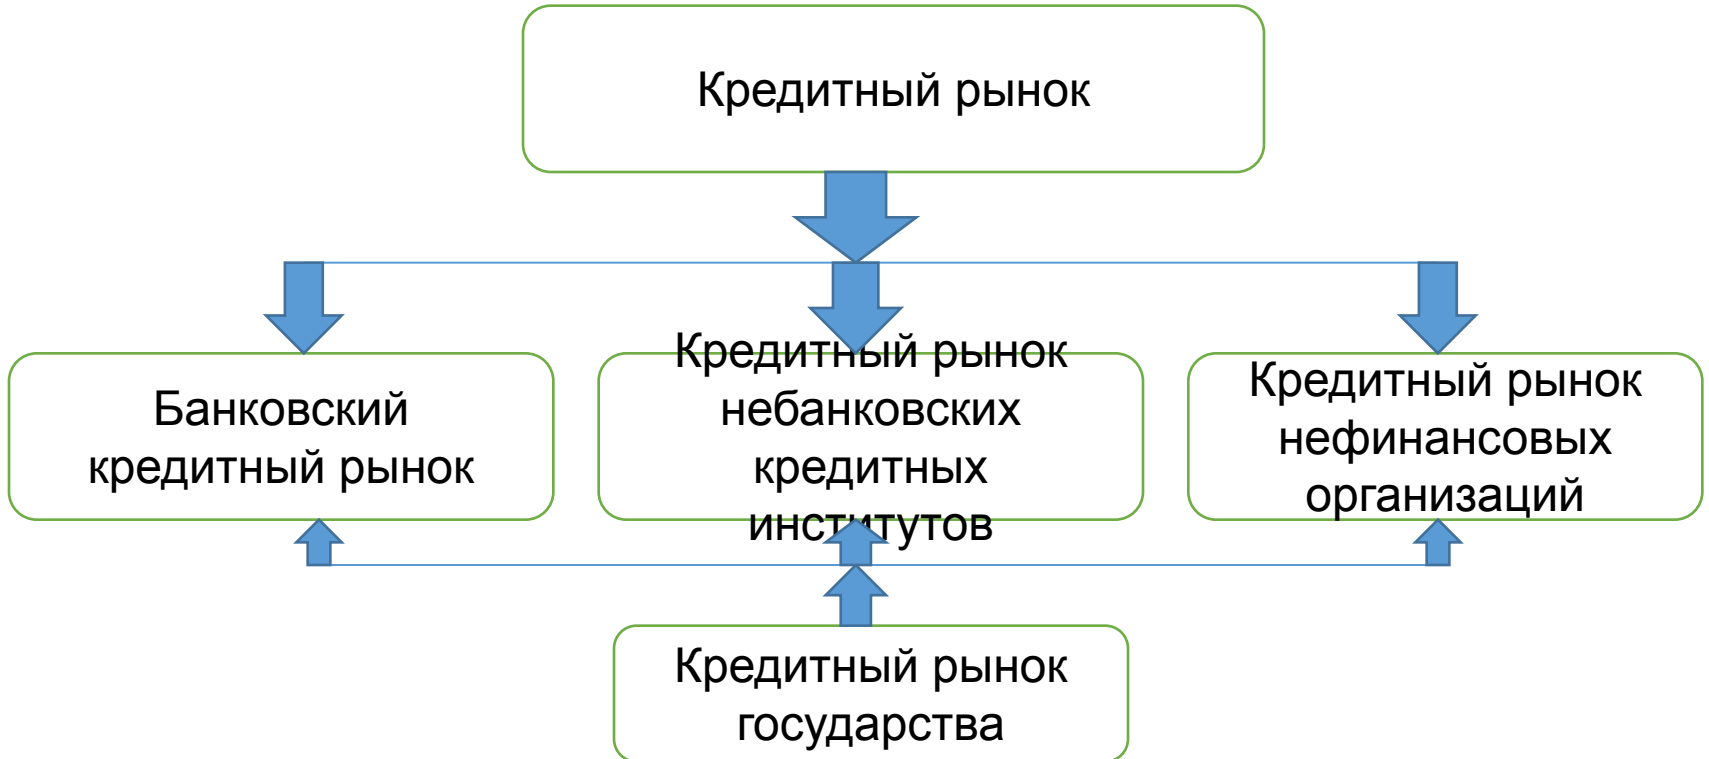 Кредитный рынок
Банковский
кредитный рынок
Кредитный рынок
небанковских
кредитных
институтов
Кредитный рынок
нефинансовых
организаций
Кредитный рынок
государства